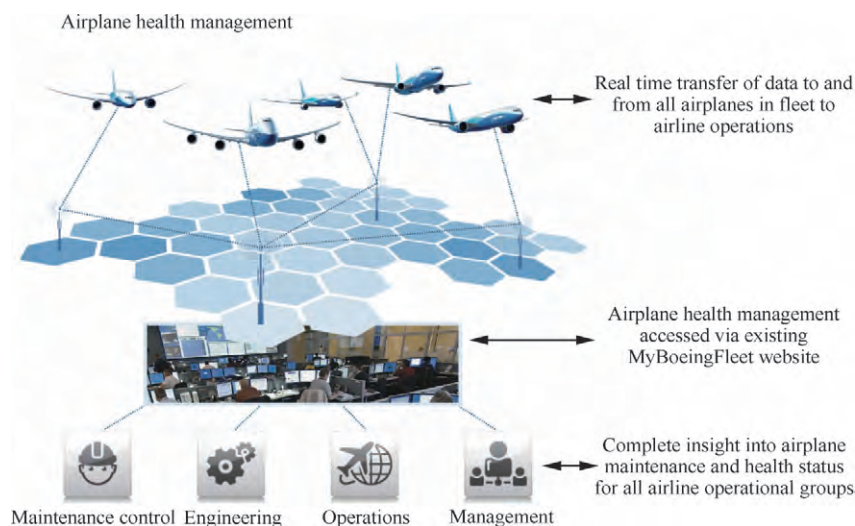 Airplane health management
Real time transfer of data to and
from all airplanes in fleet to
airline operations
Airplane health management
accessed via existing
MyBoeingFleet website
Complete insight into airplane
maintenance and health status
for all airline operational groups
Maintenance control
Engineering
Operations
Management